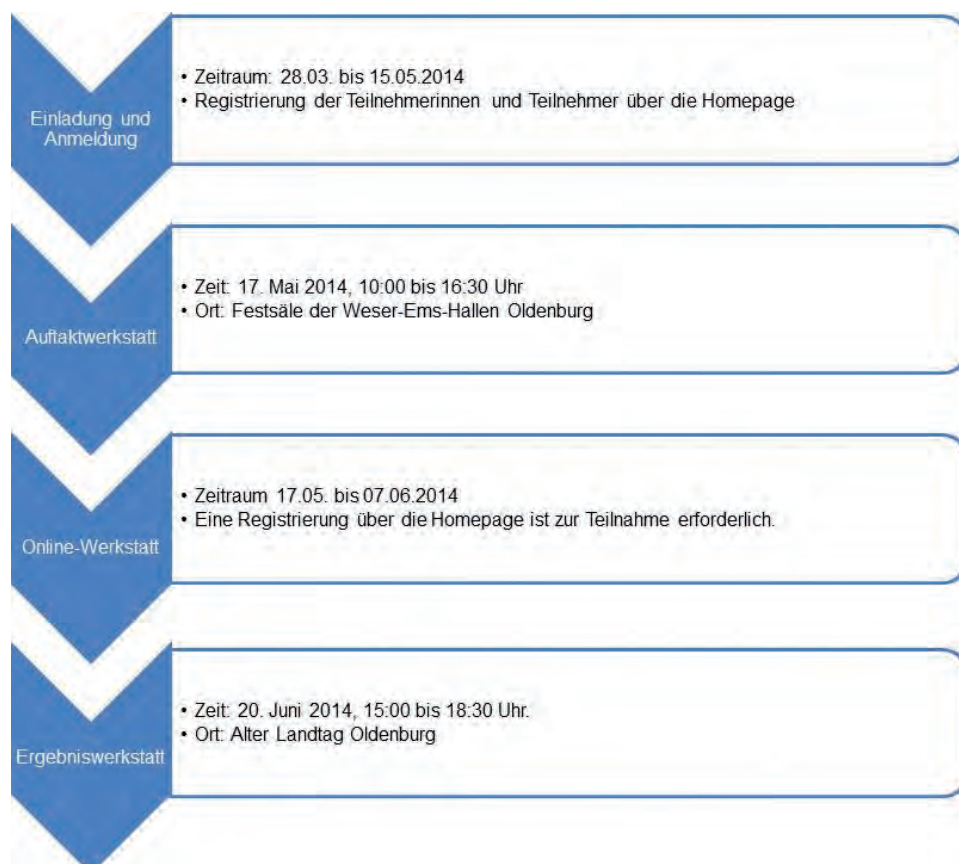 Einladung und
Anmeldung
• Zeitraum: 28.03. bis 15.05.2014
• Registrierung der Teilnehmerinnen und Teilnehmer über die Homepage
Auftaktwerkstatt
• Zeit: 17. Mai 2014, 10:00 bis 16:30 Uhr
• Ort: Festsäle der Weser-Ems-Hallen Oldenburg
Online-Werkstatt
• Zeitraum 17.05. bis 07.06.2014
• Eine Registrierung über die Homepage ist zur Teilnahme erforderlich.
Ergebniswerkstatt
• Zeit: 20. Juni 2014, 15:00 bis 18:30 Uhr.
• Ort: Alter Landtag Oldenburg